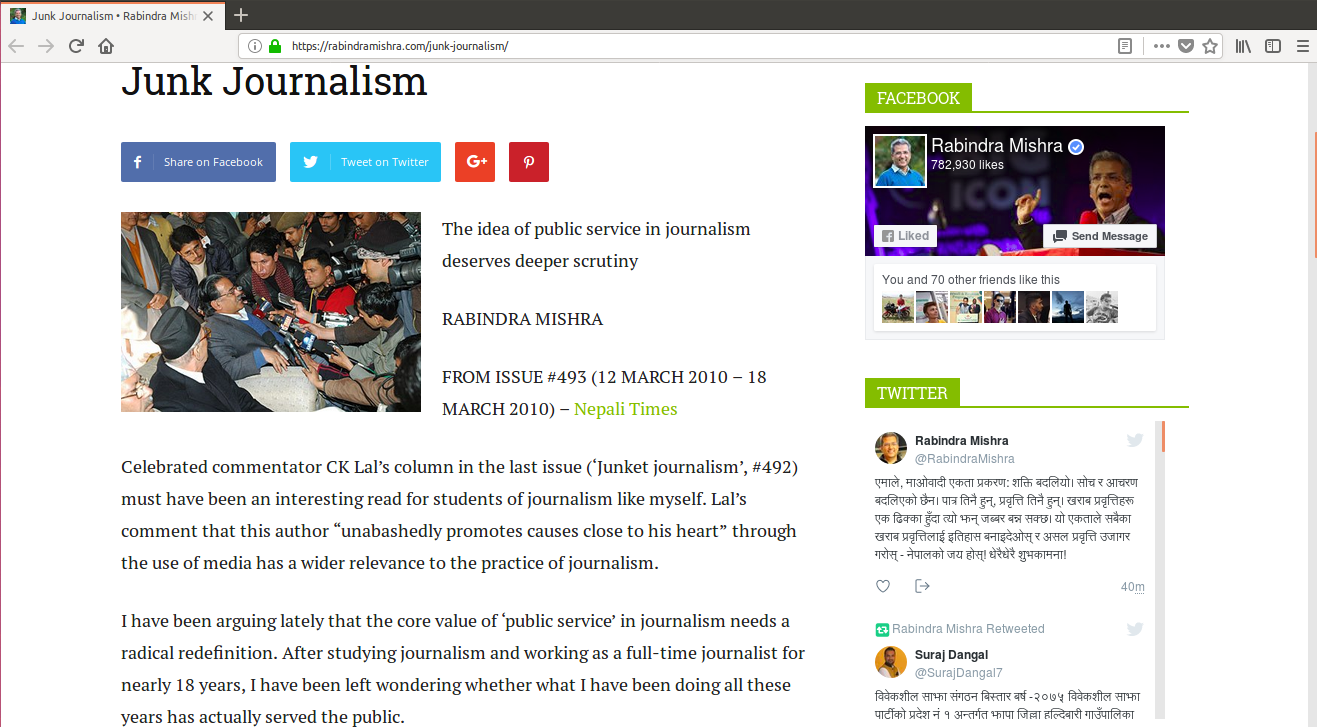 Junk Journalism • Rabindra Mish
https://rabindramishra.com/junk-journalism/
Junk Journalism
Share on Facebook
Tweet on Twitter
G+
The idea of public service in journalism
deserves deeper scrutiny
RABINDRA MISHRA
FROM ISSUE #493 (12 MARCH 2010 – 18
MARCH 2010) – Nepali Times
Celebrated commentator CK Lal’s column in the last issue (‘Junket journalism’, #492)
must have been an interesting read for students of journalism like myself. Lal’s
comment that this author “unabashedly promotes causes close to his heart” through
the use of media has a wider relevance to the practice of journalism.
I have been arguing lately that the core value of ‘public service’ in journalism needs a
radical redefinition. After studying journalism and working as a full-time journalist for
nearly 18 years, I have been left wondering whether what I have been doing all these
years has actually served the public.
FACEBOOK
Rabindra Mishra
782,930 likes
ICON
Liked
Send Message
You and 70 other friends like this
TWITTER
Rabindra Mishra
@RabindraMishra
एमाले, माओवादी एकता प्रकरण: शक्ति बदलियो। सोच र आचरण
बदलिएको छैन। पात्र तिनै हुन्, प्रवृत्ति तिनै हुन्। खराब प्रवृत्तिहरू
एक ढिक्का हुँदा त्यो झन् जब्बर बन्न सक्छ। यो एकताले सबैका
खराब प्रवृत्तिलाई इतिहास बनाइदेओस् र असल प्रवृत्ति उजागर
गरोस् - नेपालको जय होस्! धेरैधेरै शुभकामना!
40m
Rabindra Mishra Retweeted
Suraj Dangal
@SurajDangal7
विवेकशील साझा संगठन बिस्तार बर्ष -२०७५ विवेकशील साझा
पार्टीको प्रदेश नं १ अन्तर्गत झापा जिल्ला हल्दिबारी गाउँपालिका